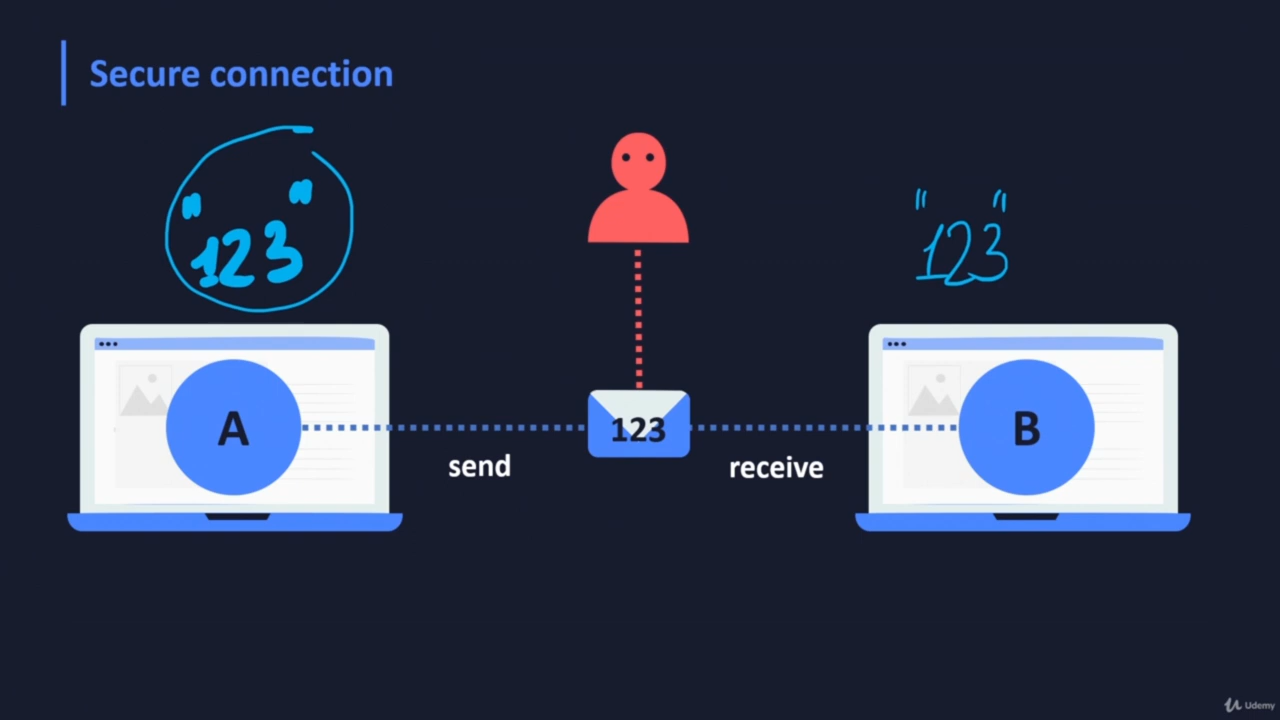 Secure connection
"123"
"123"
A
123
B
send
receive
Udemy